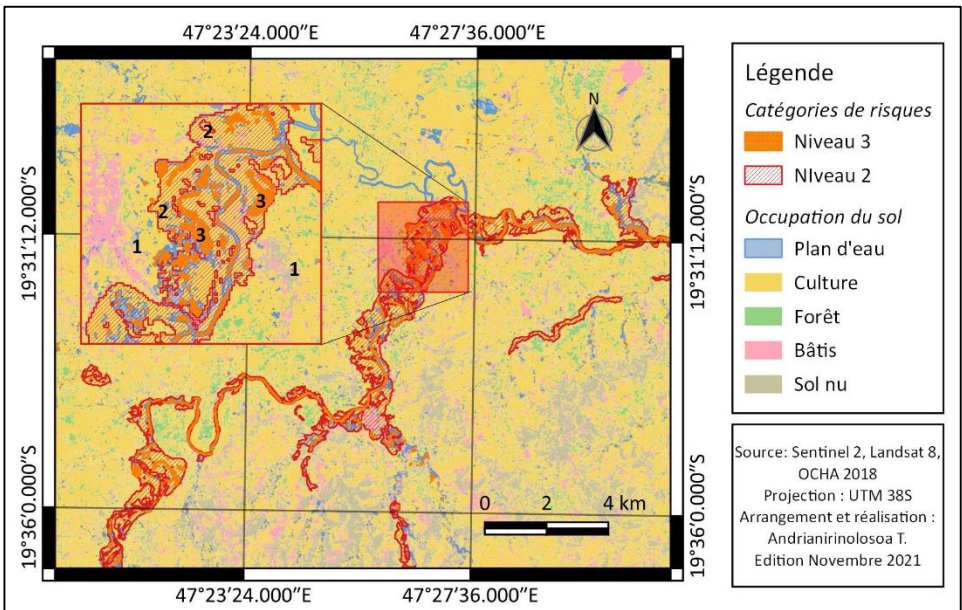 47°23'24.000"E 47°27'36.000"E
N
19°31'12.000"S 19°31'12.000"S
2
2
3
3
1
1
19°36'0.000"S 19°36'0.000"S
0 2 4 km
47°23'24.000"E 47°27'36.000"E
Légende
Catégories de risques
Niveau 3
NIveau 2
Occupation du sol
Plan d'eau
Culture
Forêt
Bâtis
Sol nu
Source: Sentinel 2, Landsat 8,
OCHA 2018
Projection : UTM 38S
Arrangement et réalisation :
Andrianirinolosoa T.
Edition Novembre 2021